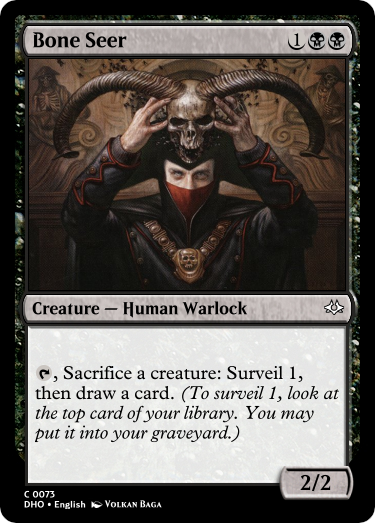 Bone Seer 1
Creature — Human Warlock
, Sacrifice a creature: Surveil 1,
then draw a card. (To surveil 1, look at
the top card of your library. You may
put it into your graveyard.)
2/2
C 0073
DHO • English Volkan Baga